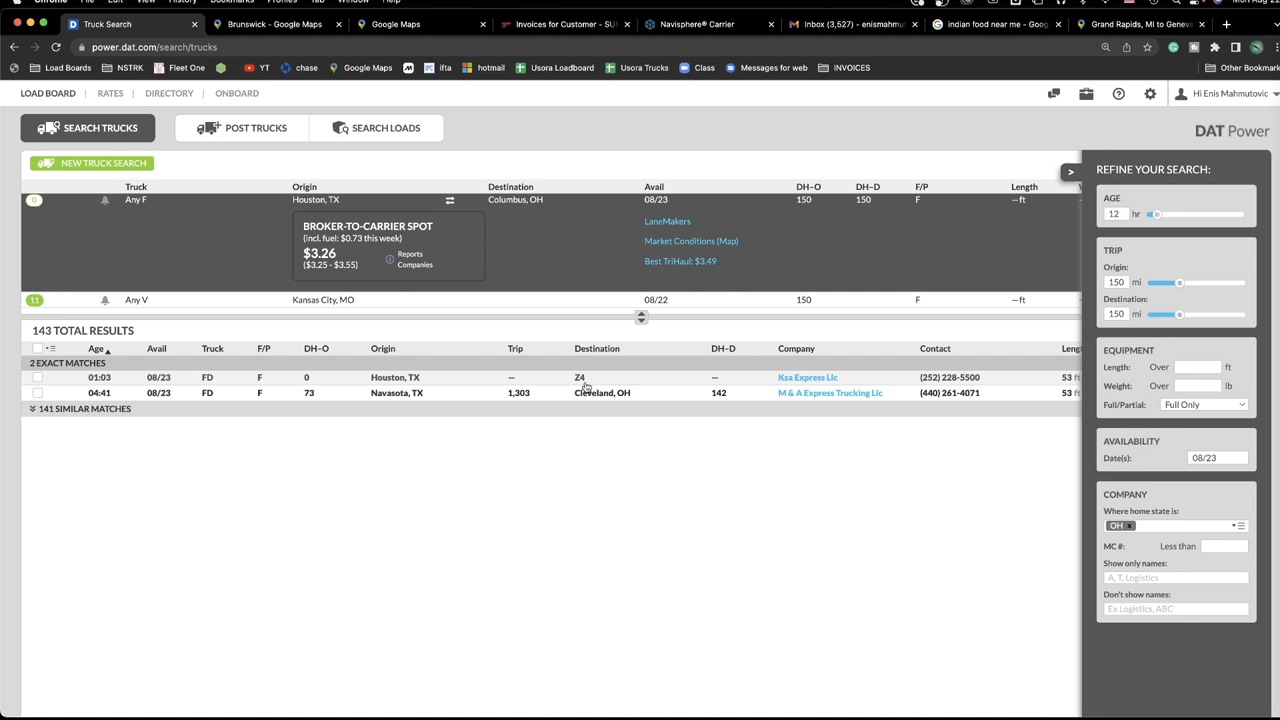 Truck Search
Brunswick - Google Maps
Google Maps
Invoices for Customer - SU
Navisphere® Carrier
Inbox (3,527) - enismahmut
indian food near me - Goog
Grand Rapids, MI to Geneva
power.dat.com/search/trucks
Load Boards NSTRK Fleet One YT chase Google Maps ifta hotmail Usora Loadboard Usora Trucks Class Messages for web INVOICES Other Bookmark
LOAD BOARD RATES DIRECTORY ONBOARD Hi Enis Mahmutovic
SEARCH TRUCKS POST TRUCKS SEARCH LOADS DAT Power
NEW TRUCK SEARCH
Truck Origin Destination Avail DH-O DH-D F/P Length
0 Any F Houston, TX Columbus, OH 08/23 150 150 F —ft
BROKER-TO-CARRIER SPOT
(incl. fuel: $0.73 this week)
$3.26
($3.25 - $3.55)
Reports
Companies
LaneMakers
Market Conditions (Map)
Best TriHaul: $3.49
11 Any V Kansas City, MO 08/22 150 F —ft
143 TOTAL RESULTS
Age Avail Truck F/P DH-O Origin Trip Destination DH-D Company Contact Leng
2 EXACT MATCHES
01:03 08/23 FD F 0 Houston, TX — Z4 — Ksa Express Llc (252) 228-5500 53 ft
04:41 08/23 FD F 73 Navasota, TX 1,303 Cleveland, OH 142 M & A Express Trucking Llc (440) 261-4071 53 ft
141 SIMILAR MATCHES
REFINE YOUR SEARCH:
AGE
12 hr
TRIP
Origin:
150 mi
Destination:
150 mi
EQUIPMENT
Length: Over ft
Weight: Over lb
Full/Partial: Full Only
AVAILABILITY
Date(s): 08/23
COMPANY
Where home state is:
OH x
MC #: Less than
Show only names:
A, T, Logistics
Don't show names:
Ex Logistics, ABC